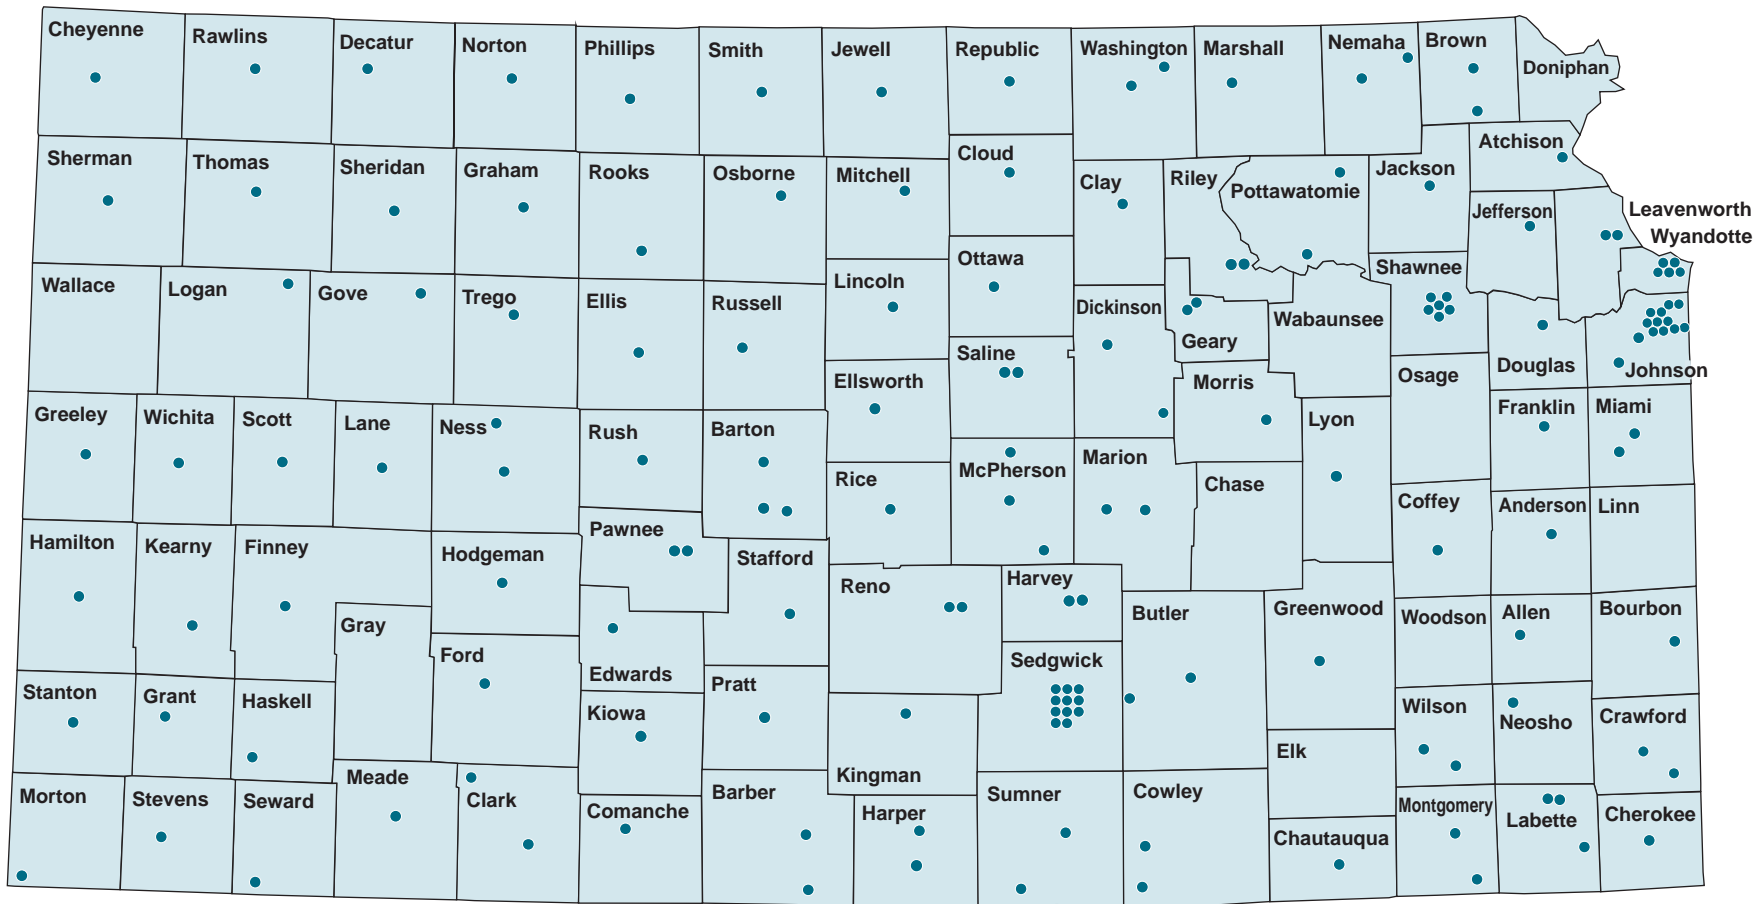 Cheyenne
Rawlins
Decatur
Norton
Phillips
Smith
Jewell
Republic
Washington
Marshall
Nemaha
Brown
Doniphan
Sherman
Thomas
Sheridan
Graham
Rooks
Osborne
Mitchell
Cloud
Clay
Riley
Pottawatomie
Jackson
Atchison
Jefferson
Leavenworth
Wyandotte
Wallace
Logan
Gove
Trego
Ellis
Russell
Lincoln
Ottawa
Dickinson
Geary
Wabaunsee
Shawnee
Douglas
Johnson
Greeley
Wichita
Scott
Lane
Ness
Rush
Barton
Ellsworth
Saline
Morris
Osage
Franklin
Miami
Rice
McPherson
Marion
Chase
Lyon
Coffey
Anderson
Linn
Hamilton
Kearny
Finney
Hodgeman
Pawnee
Stafford
Reno
Harvey
Butler
Greenwood
Woodson
Allen
Bourbon
Gray
Ford
Edwards
Sedgwick
Stanton
Grant
Haskell
Kiowa
Pratt
Kingman
Elk
Wilson
Neosho
Crawford
Morton
Stevens
Seward
Meade
Clark
Comanche
Barber
Harper
Sumner
Cowley
Chautauqua
Montgomery
Labette
Cherokee